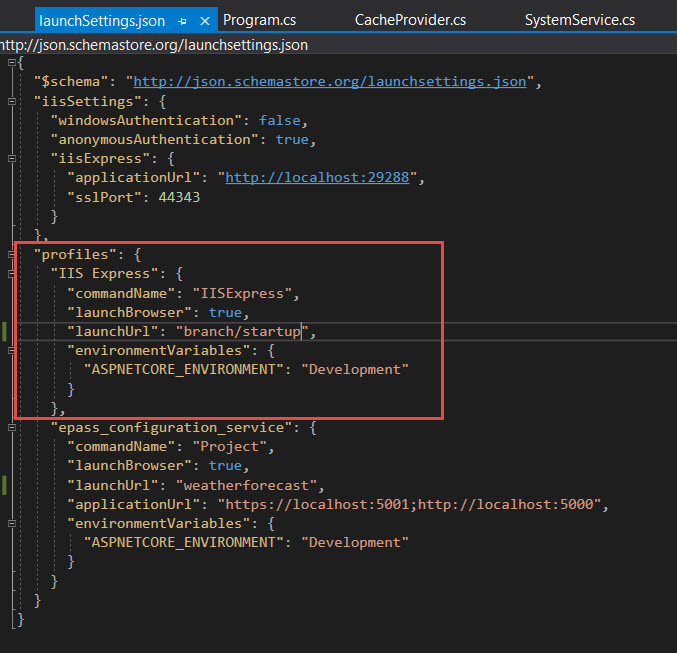 launchSettings.json Program.cs CacheProvider.cs SystemService.cs
http://json.schemastore.org/launchsettings.json
{
"$schema": "http://json.schemastore.org/launchsettings.json",
"iisSettings": {
"windowsAuthentication": false,
"anonymousAuthentication": true,
"iisExpress": {
"applicationUrl": "http://localhost:29288",
"sslPort": 44343
}
},
"profiles": {
"IIS Express": {
"commandName": "IISExpress",
"launchBrowser": true,
"launchUrl": "branch/startup",
"environmentVariables": {
"ASPNETCORE_ENVIRONMENT": "Development"
}
},
"epass_configuration_service": {
"commandName": "Project",
"launchBrowser": true,
"launchUrl": "weatherforecast",
"applicationUrl": "https://localhost:5001;http://localhost:5000",
"environmentVariables": {
"ASPNETCORE_ENVIRONMENT": "Development"
}
}
}
}